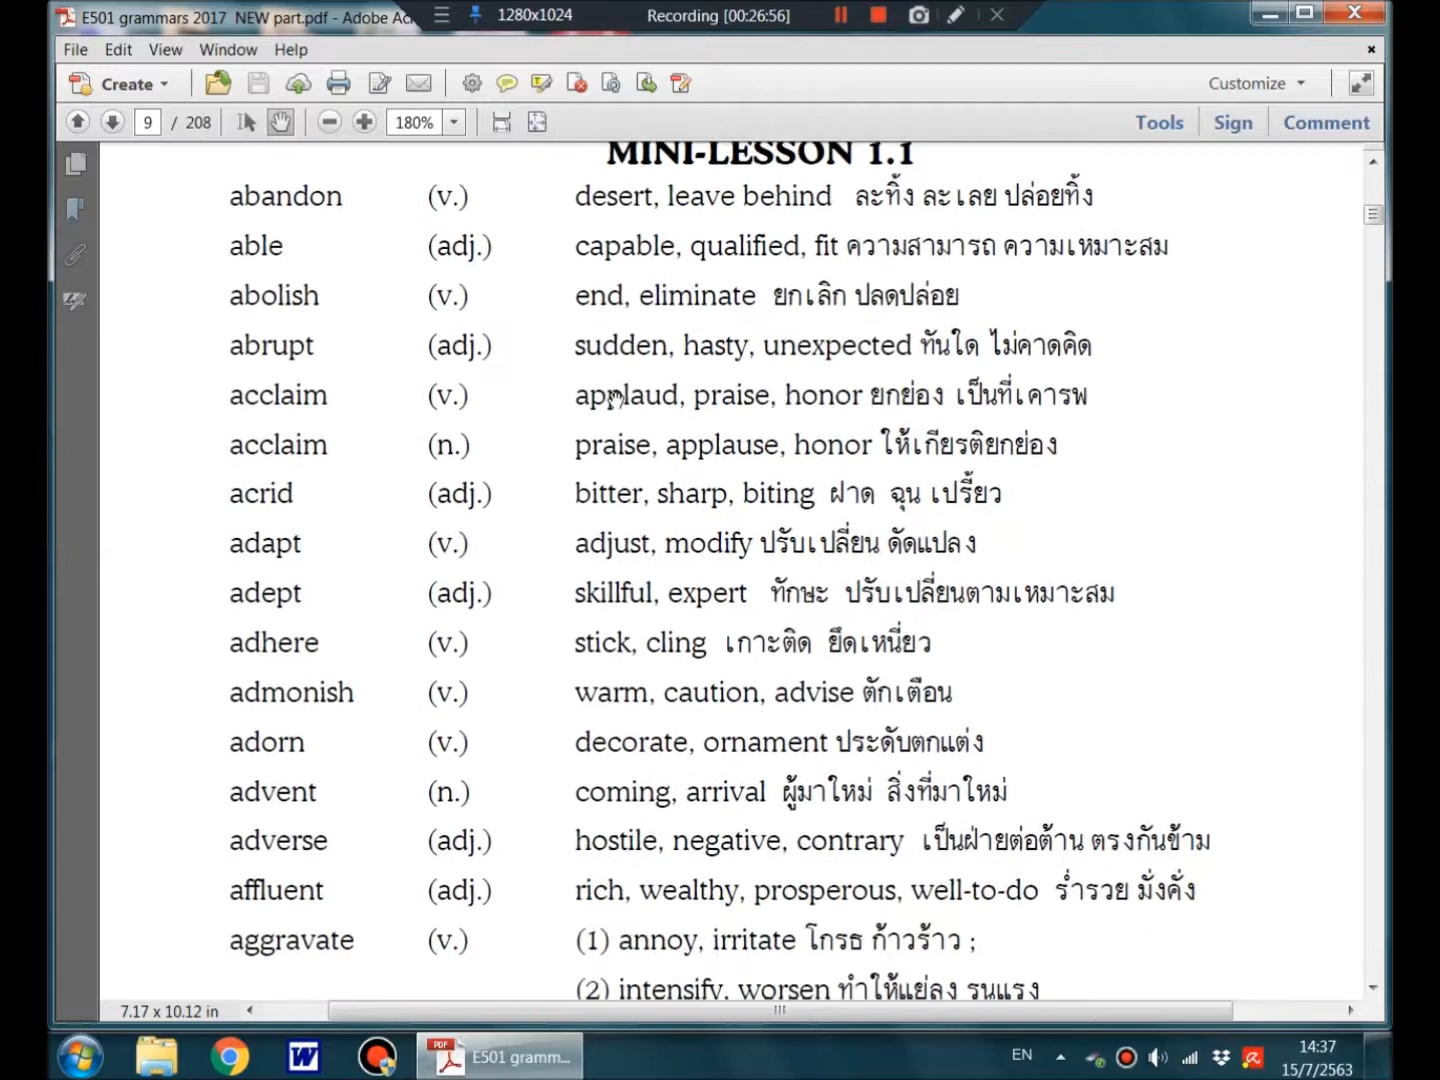 E501 grammars 2017 NEW part.pdf - Adobe Ac
1280x1024
Recording [00:26:56]
File Edit View Window Help
Create
Customize
9 / 208
180%
Tools Sign Comment
MINI-LESSON 1.1
abandon (v.) desert, leave behind ละทิ้ง ละเลย ปล่อยทิ้ง
able (adj.) capable, qualified, fit ความสามารถ ความเหมาะสม
abolish (v.) end, eliminate ยกเลิก ปลดปล่อย
abrupt (adj.) sudden, hasty, unexpected ทันใด ไม่คาดคิด
acclaim (v.) applaud, praise, honor ยกย่อง เป็นที่เคารพ
acclaim (n.) praise, applause, honor ให้เกียรติยกย่อง
acrid (adj.) bitter, sharp, biting ฝาด ฉุน เปรี้ยว
adapt (v.) adjust, modify ปรับเปลี่ยน ดัดแปลง
adept (adj.) skillful, expert ทักษะ ปรับเปลี่ยนตามเหมาะสม
adhere (v.) stick, cling เกาะติด ยึดเหนี่ยว
admonish (v.) warm, caution, advise ตักเตือน
adorn (v.) decorate, ornament ประดับตกแต่ง
advent (n.) coming, arrival ผู้มาใหม่ สิ่งที่มาใหม่
adverse (adj.) hostile, negative, contrary เป็นฝ่ายต่อต้าน ตรงกันข้าม
affluent (adj.) rich, wealthy, prosperous, well-to-do ร่ำรวย มั่งคั่ง
aggravate (v.) (1) annoy, irritate โกรธ ก้าวร้าว ;
(2) intensify, worsen ทำให้แย่ลง รุนแรง
7.17 x 10.12 in
E501 gramm...
EN
14:37
15/7/2563